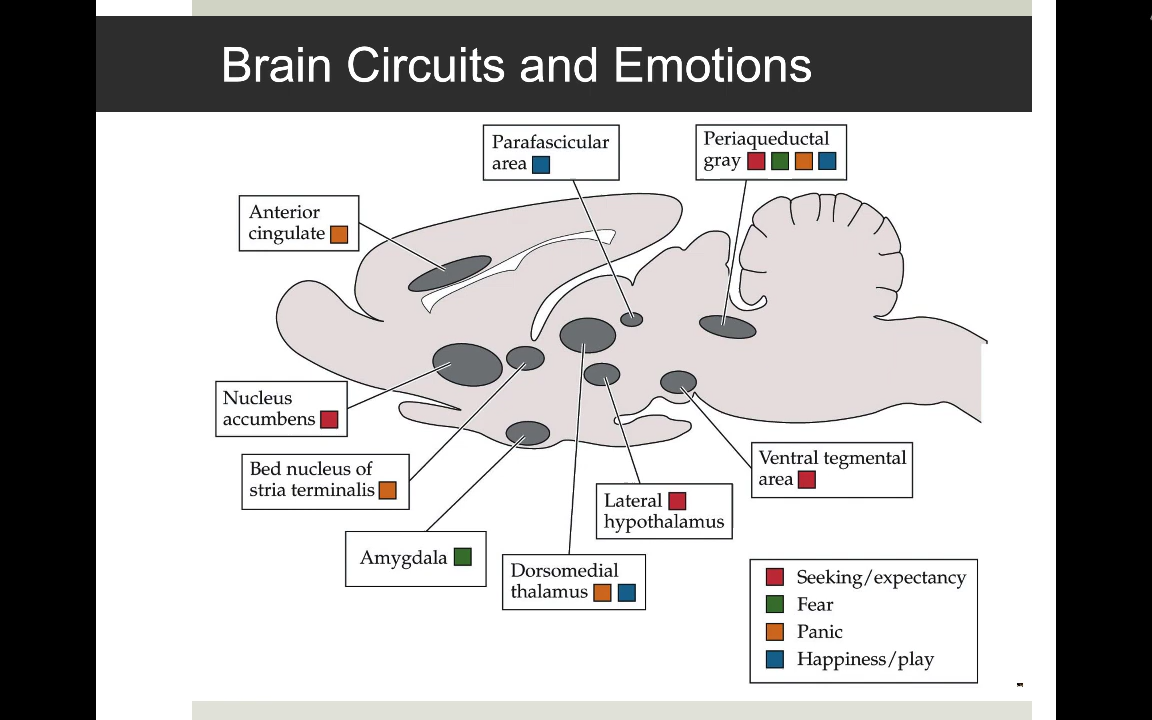 Brain Circuits and Emotions
Parafascicular
area
Periaqueductal
gray
Anterior
cingulate
Nucleus
accumbens
Bed nucleus of
stria terminalis
Ventral tegmental
area
Lateral
hypothalamus
Amygdala
Dorsomedial
thalamus
Seeking/expectancy
Fear
Panic
Happiness/play